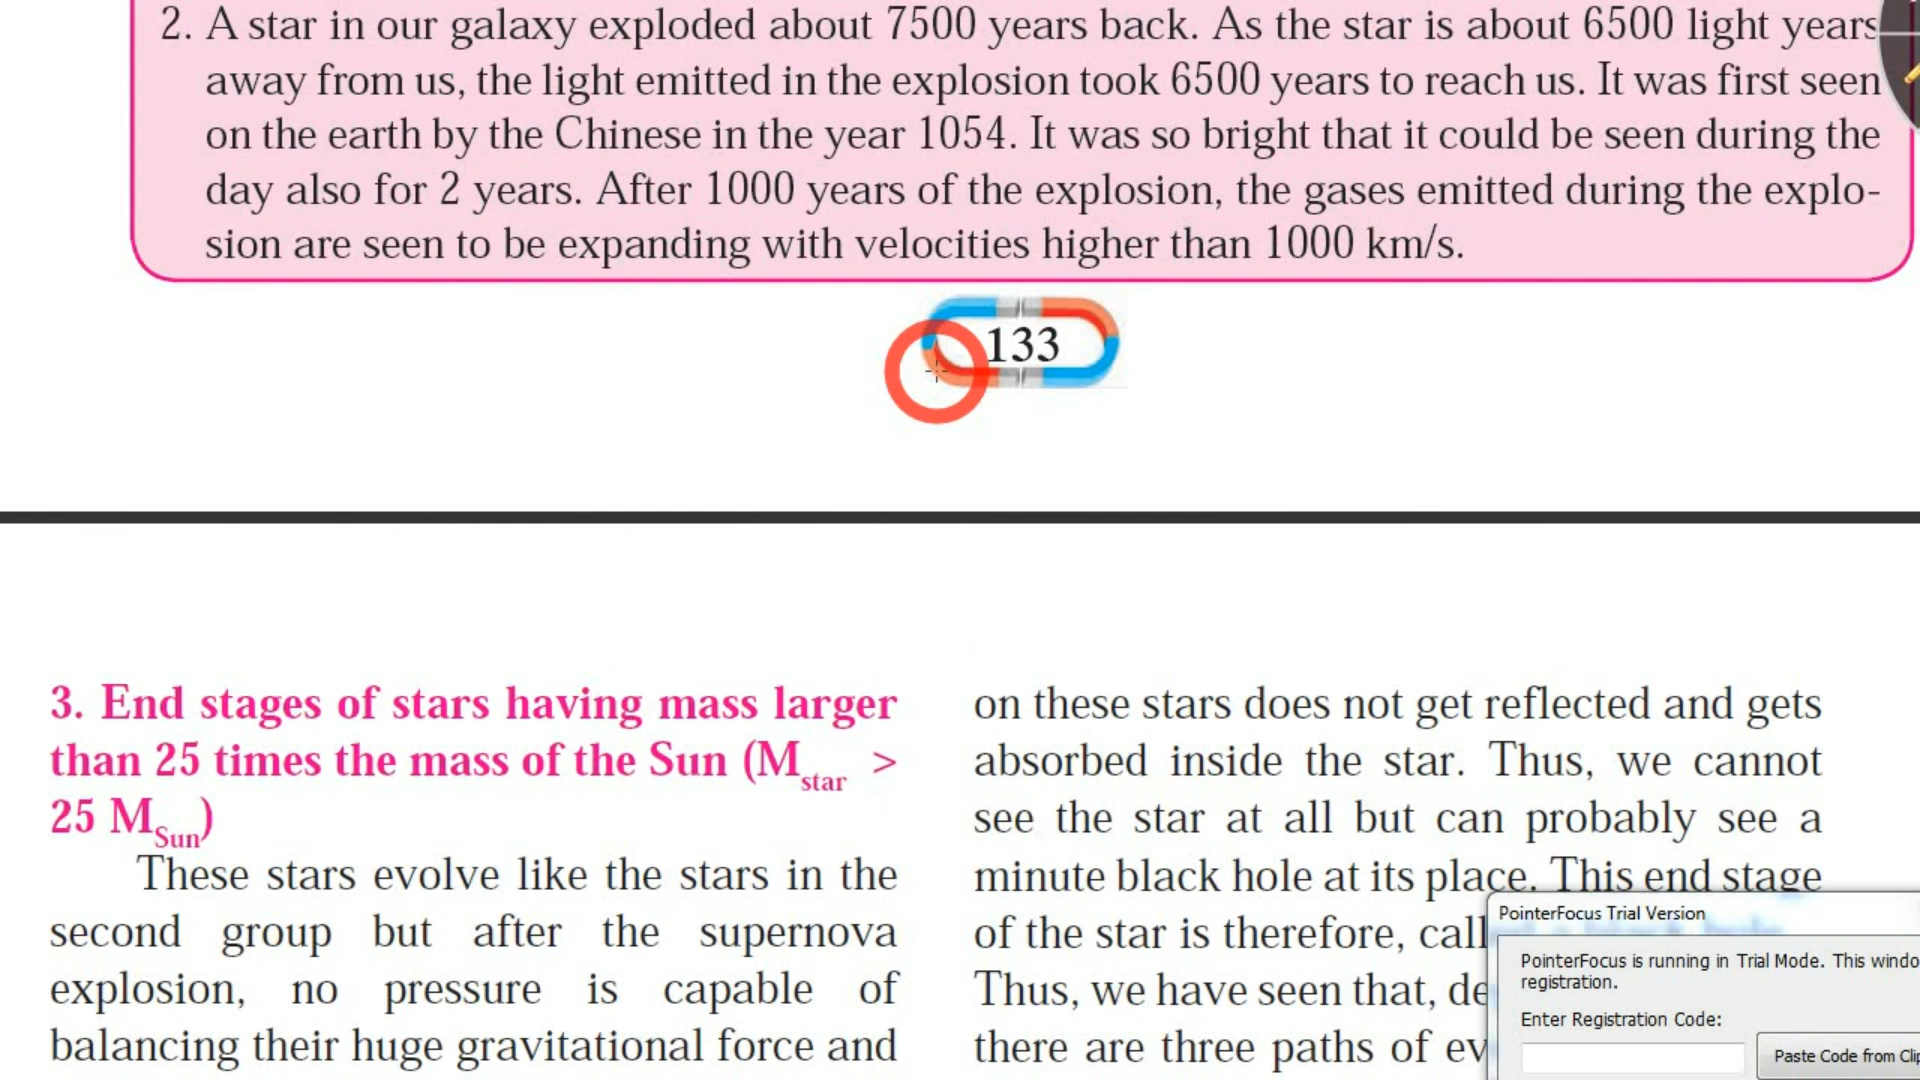 2. A star in our galaxy exploded about 7500 years back. As the star is about 6500 light years
away from us, the light emitted in the explosion took 6500 years to reach us. It was first seen
on the earth by the Chinese in the year 1054. It was so bright that it could be seen during the
day also for 2 years. After 1000 years of the explosion, the gases emitted during the explo-
sion are seen to be expanding with velocities higher than 1000 km/s.
133
3. End stages of stars having mass larger
than 25 times the mass of the Sun (Mstar >
25 MSun)
These stars evolve like the stars in the
second group but after the supernova
explosion, no pressure is capable of
balancing their huge gravitational force and
on these stars does not get reflected and gets
absorbed inside the star. Thus, we cannot
see the star at all but can probably see a
minute black hole at its place. This end stage
of the star is therefore, call
Thus, we have seen that, de
there are three paths of ev
PointerFocus Trial Version
PointerFocus is running in Trial Mode. This windo
registration.
Enter Registration Code:
Paste Code from Clip